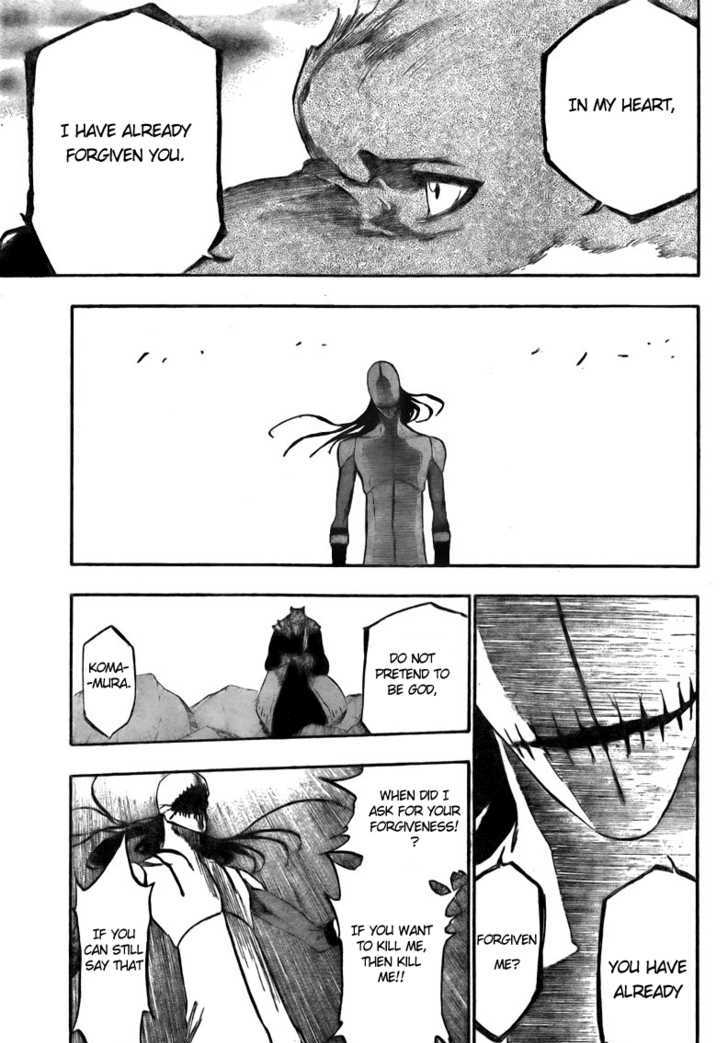 IN MY HEART,
I HAVE ALREADY
FORGIVEN YOU.
YOU HAVE
ALREADY
FORGIVEN
ME?
DO NOT
PRETEND TO
BE GOD,
KOMA-
-MURA.
WHEN DID I
ASK FOR YOUR
FORGIVENESS!
?
IF YOU WANT
TO KILL ME,
THEN KILL
ME!!
IF YOU
CAN STILL
SAY THAT